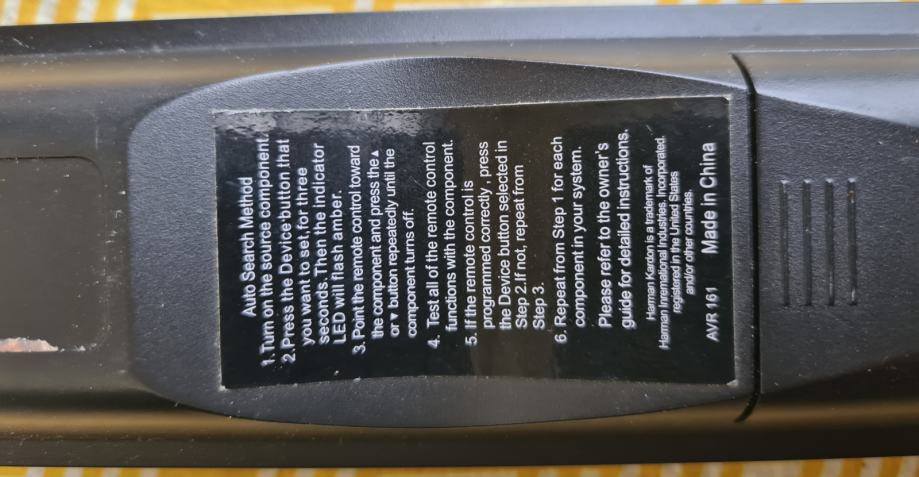 Auto Search Method
1.Turn on the source component.
2.Press the Device button that
you want to set,for three
seconds.Then the indicator
LED will flash amber.
3.Point the remote control toward
the component and press the▲
or ▼ button repeatedly until the
component turns off.
4. Test all of the remote control
functions with the component.
5. If the remote control is
programmed correctly , press
the Device button selected in
Step 2.If not, repeat from
Step 3.
6. Repeat from Step 1 for each
component in your system.
Please refer to the owner's
guide for detailed instructions.
Harman Kardon is a trademark of
Harman International Industries, Incorporated.
registered in the United States
and/or other countries.
AVR 161 Made in China